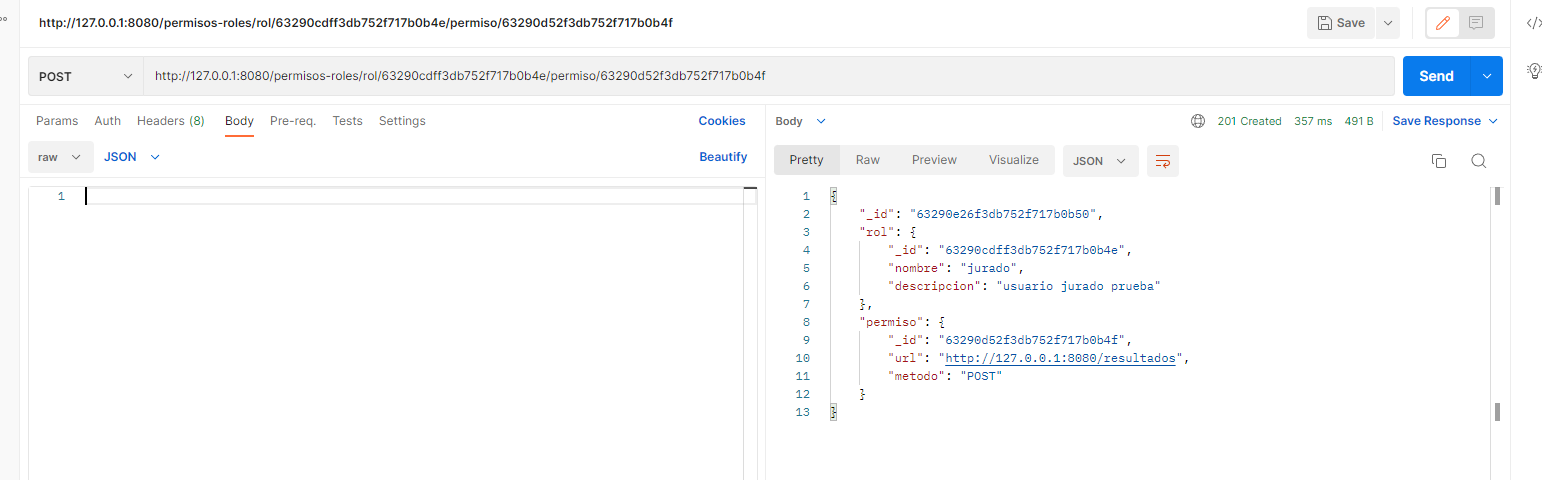 http://127.0.0.1:8080/permisos-roles/rol/63290cdff3db752f717b0b4e/permiso/63290d52f3db752f717b0b4f
Save
POST
http://127.0.0.1:8080/permisos-roles/rol/63290cdff3db752f717b0b4e/permiso/63290d52f3db752f717b0b4f
Send
Params Auth Headers (8) Body Pre-req. Tests Settings Cookies
raw JSON Beautify
1
Body 201 Created 357 ms 491 B Save Response
Pretty Raw Preview Visualize JSON
1 {
2 "_id": "63290e26f3db752f717b0b50",
3 "rol": {
4 "_id": "63290cdff3db752f717b0b4e",
5 "nombre": "jurado",
6 "descripcion": "usuario jurado prueba"
7 },
8 "permiso": {
9 "_id": "63290d52f3db752f717b0b4f",
10 "url": "http://127.0.0.1:8080/resultados",
11 "metodo": "POST"
12 }
13 }